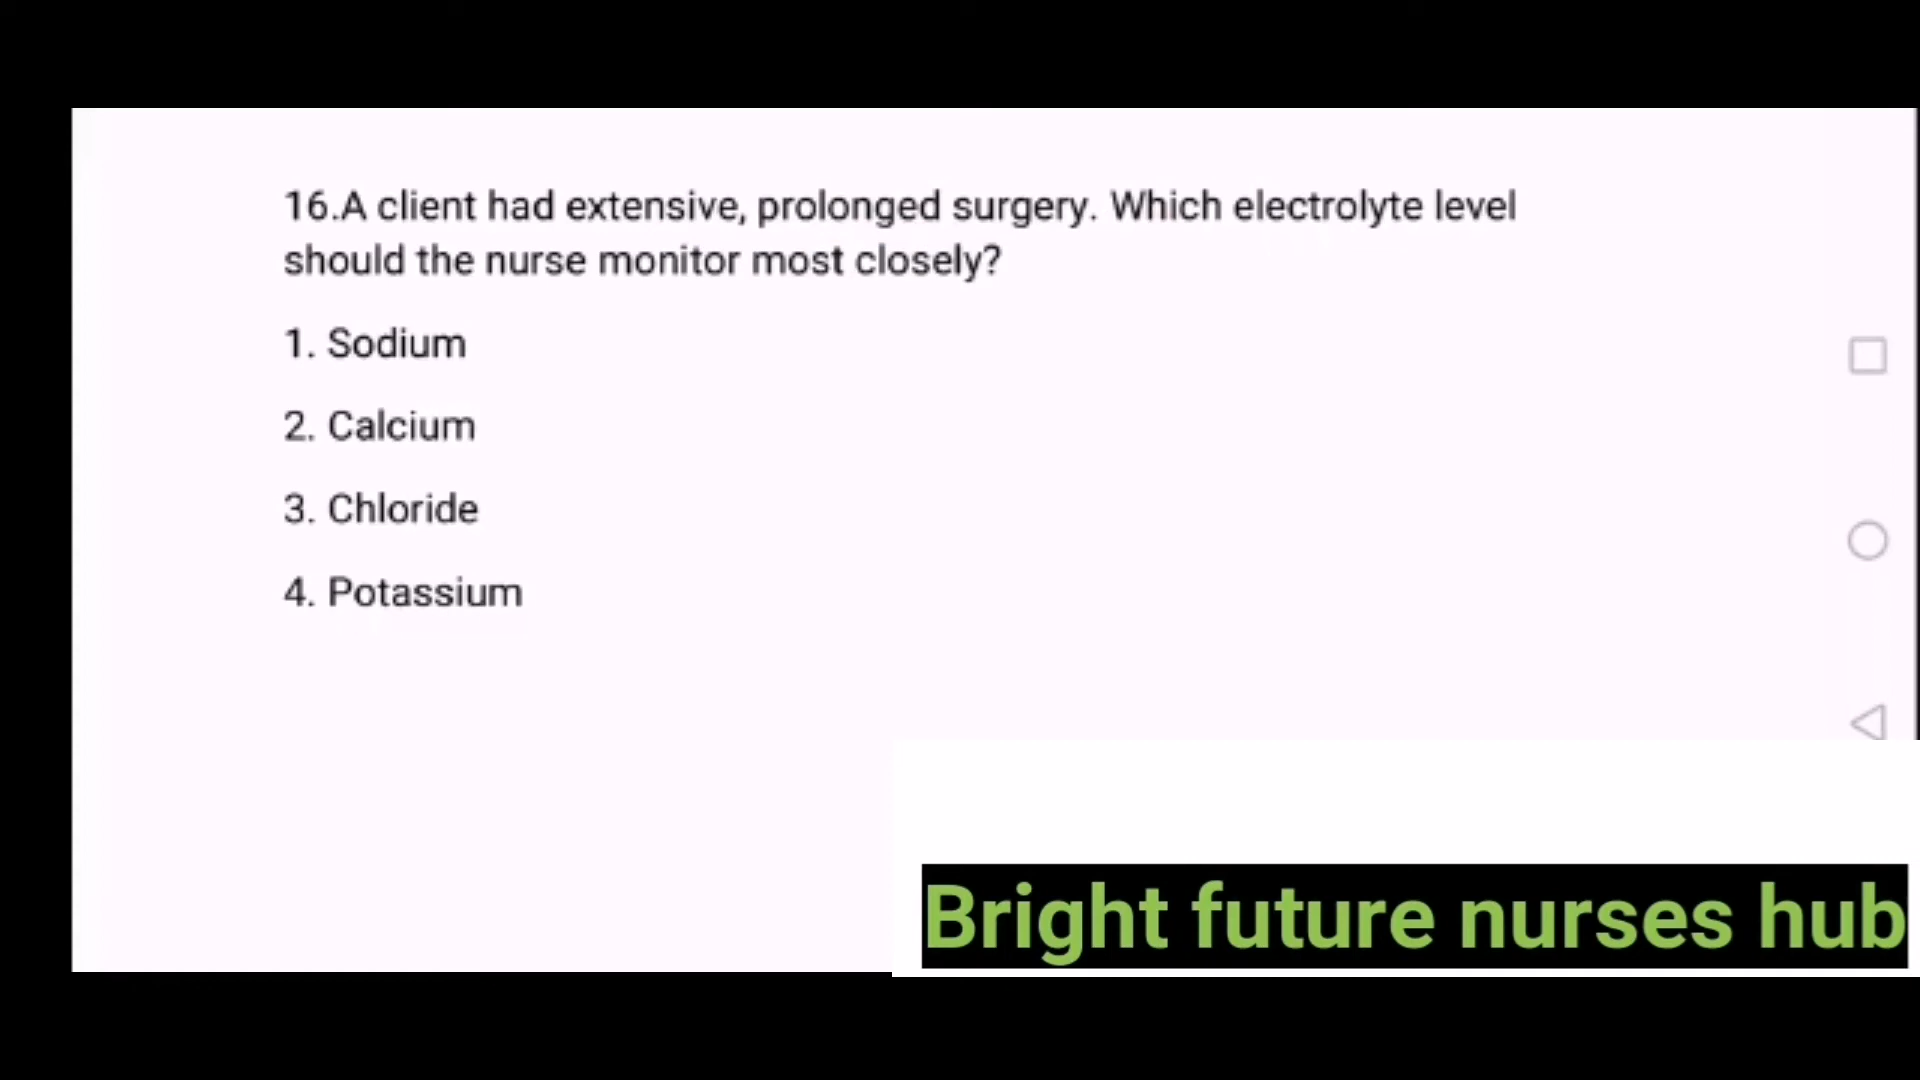 16.A client had extensive, prolonged surgery. Which electrolyte level
should the nurse monitor most closely?
1. Sodium
2. Calcium
3. Chloride
4. Potassium
Bright future nurses hub